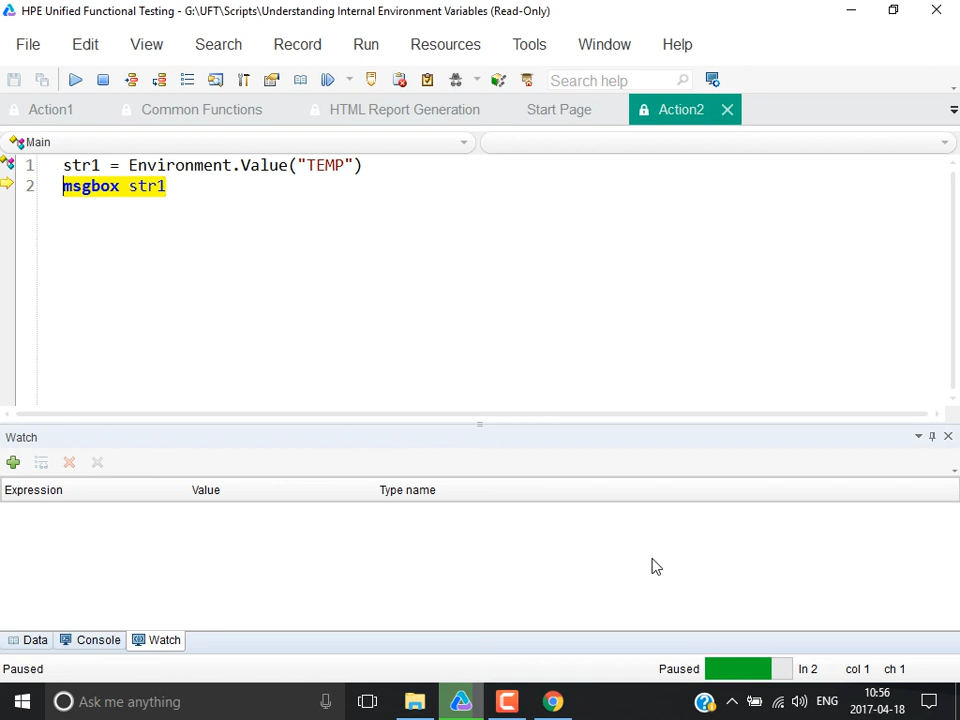 HPE Unified Functional Testing - G:\UFT\Scripts\Understanding Internal Environment Variables (Read-Only)
File Edit View Search Record Run Resources Tools Window Help
Search help
Action1 Common Functions HTML Report Generation Start Page Action2
Main
1 str1 = Environment.Value("TEMP")
2 msgbox str1
Watch
Expression Value Type name
Data Console Watch
Paused Paused ln 2 col 1 ch 1
Ask me anything ENG 10:56
2017-04-18